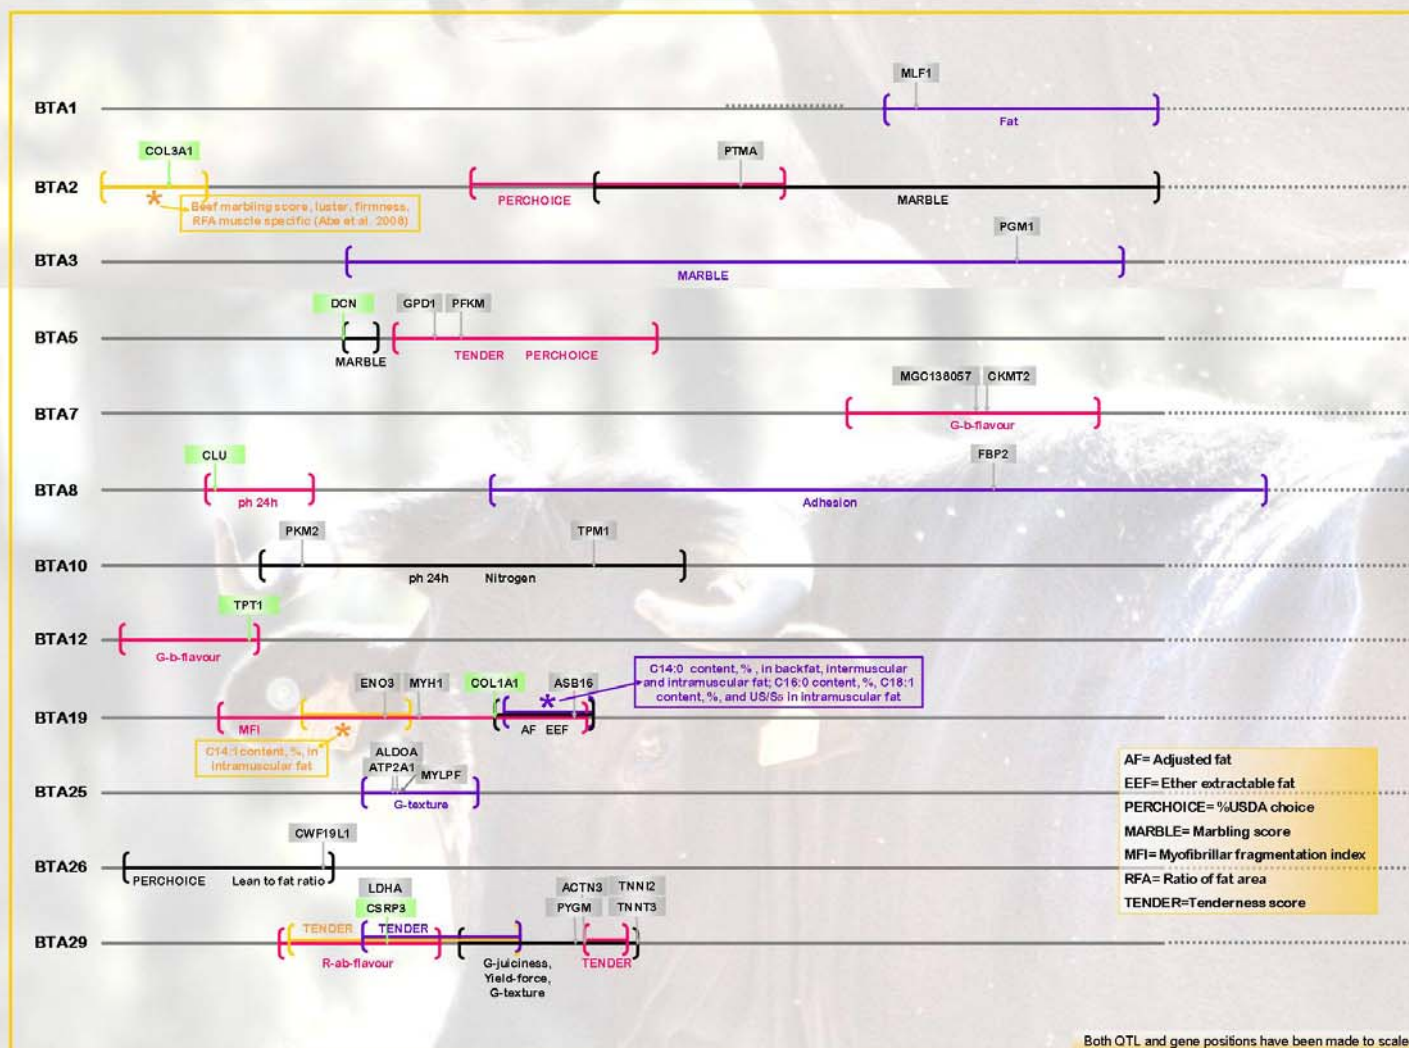 MLF1
BTA1
Fat
COL3A1
PTMA
BTA2
PERCHOICE
MARBLE
Beef marbling score, luster, firmness,
RFA muscle specific (Abe et al. 2008)
PGM1
BTA3
MARBLE
DCN
GPD1 PFKM
BTA5
MARBLE
TENDER PERCHOICE
MGC138057 CKMT2
BTA7
G-b-flavour
CLU
FBP2
BTA8
ph 24h
Adhesion
PKM2
TPM1
BTA10
ph 24h Nitrogen
TPT1
BTA12
G-b-flavour
C14:0 content, %, in backfat, intermuscular
and intramuscular fat; C16:0 content, %, C18:1
content, %, and US/Sa in intramuscular fat
ENO3 MYH1 COL1A1 ASB16
BTA19
MFI
AF EEF
C14:1 content, %, in
intramuscular fat
ALDOA
ATP2A1 MYLPF
BTA25
G-texture
AF= Adjusted fat
EEF= Ether extractable fat
PERCHOICE= %USDA choice
MARBLE= Marbling score
MFI= Myofibrillar fragmentation index
RFA= Ratio of fat area
TENDER=Tenderness score
CWF19L1
BTA26
PERCHOICE Lean to fat ratio
LDHA
CSRP3
ACTN3 TNNI2
PYGM TNNT3
BTA29
TENDER TENDER
R-ab-flavour
G-juiciness,
Yield-force,
G-texture
TENDER
Both QTL and gene positions have been made to scale